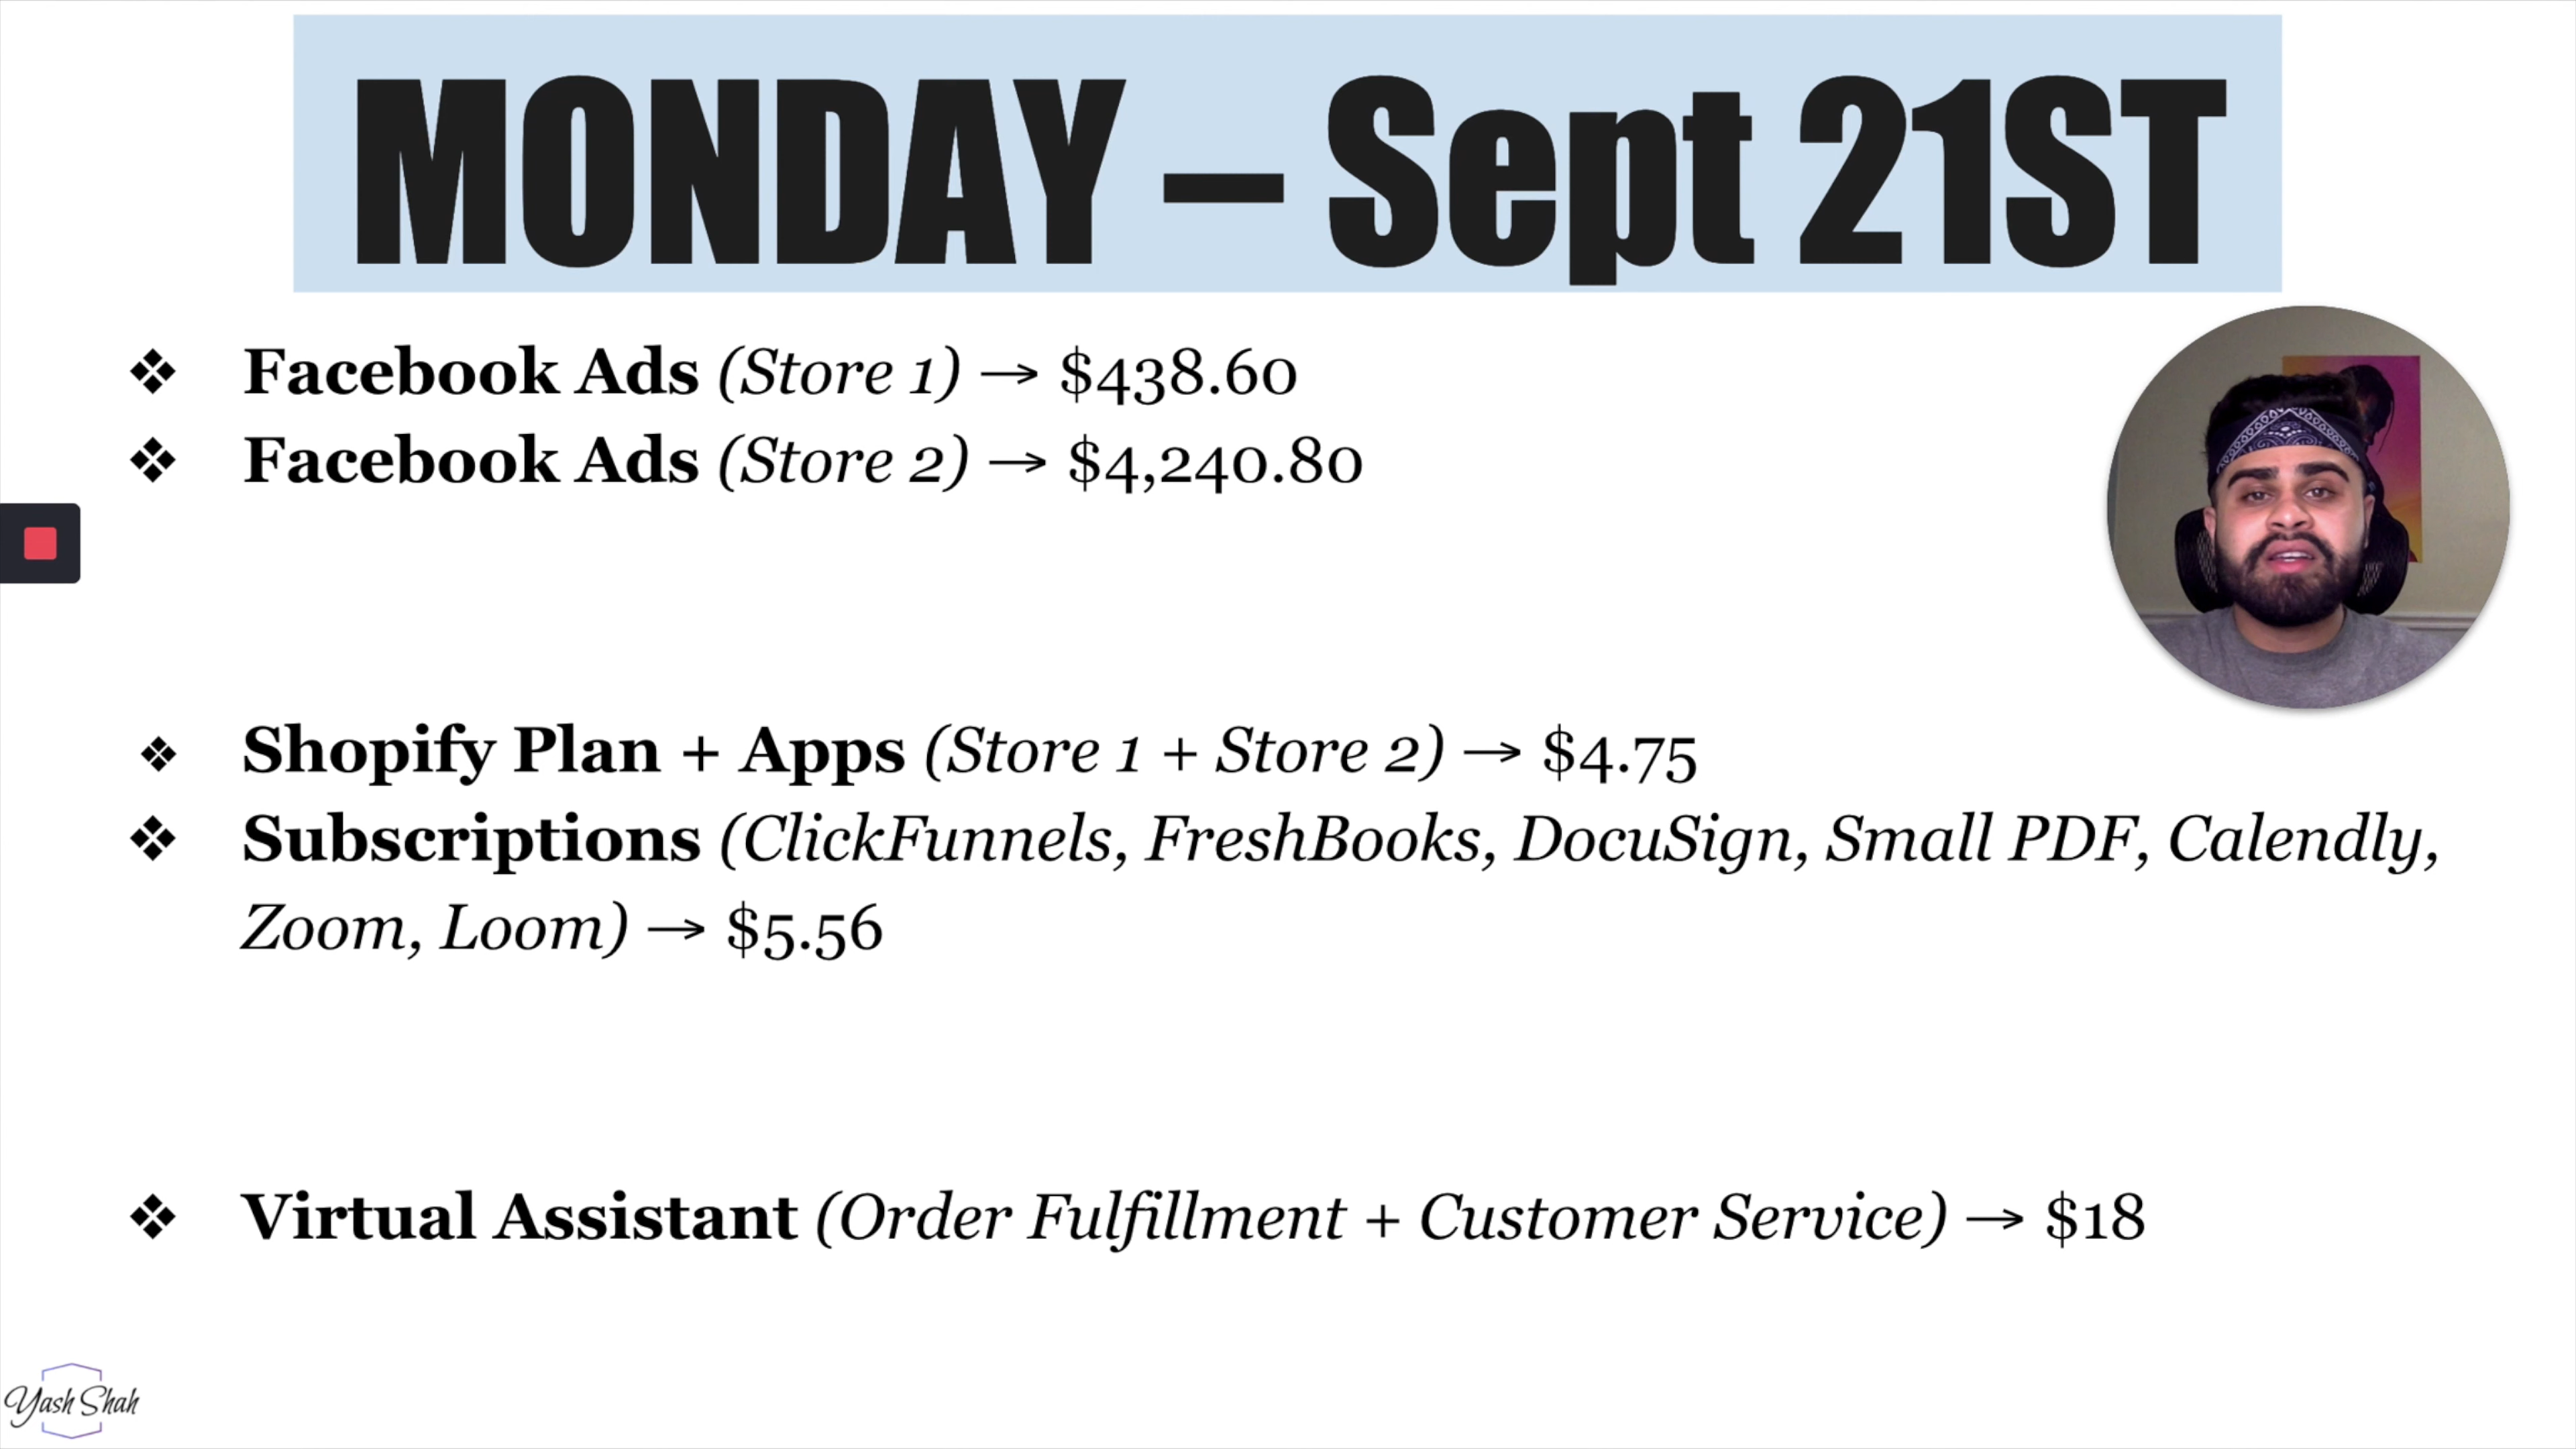 MONDAY – Sept 21ST
❖ Facebook Ads (Store 1) → $438.60
❖ Facebook Ads (Store 2) → $4,240.80
❖ Shopify Plan + Apps (Store 1 + Store 2) → $4.75
❖ Subscriptions (ClickFunnels, FreshBooks, DocuSign, Small PDF, Calendly,
Zoom, Loom) → $5.56
❖ Virtual Assistant (Order Fulfillment + Customer Service) → $18
Yash Shah